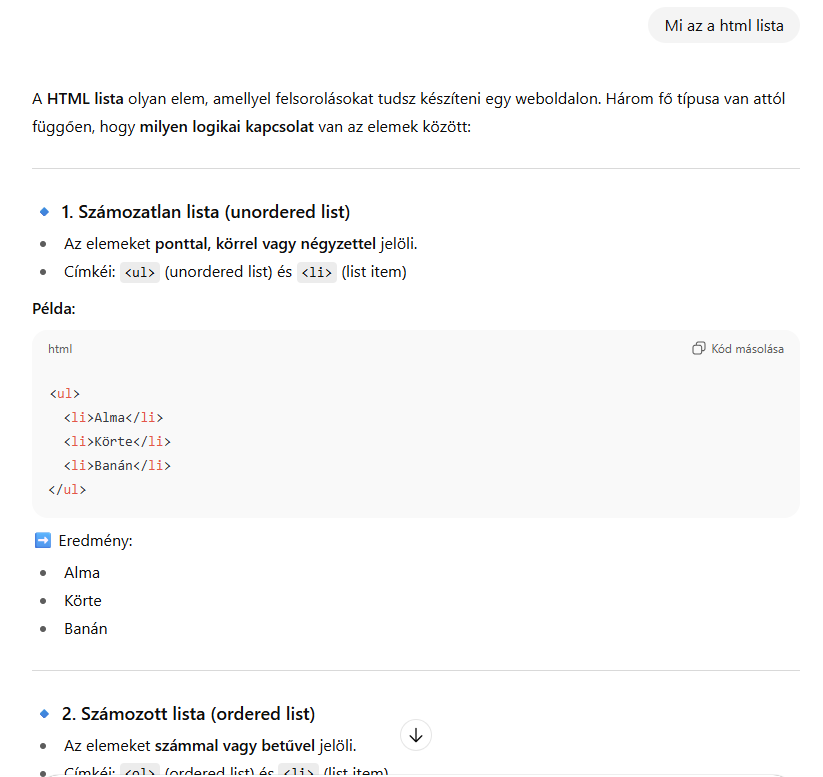 Mi az a html lista
A HTML lista olyan elem, amellyel felsorolásokat tudsz készíteni egy weboldalon. Három fő típusa van attól
függően, hogy milyen logikai kapcsolat van az elemek között:
1. Számozatlan lista (unordered list)
Az elemeket ponttal, körrel vagy négyzettel jelöli.
Címkéi: <ul> (unordered list) és <li> (list item)
Példa:
html
Kód másolása
<ul>
<li>Alma</li>
<li>Körte</li>
<li>Banán</li>
</ul>
Eredmény:
Alma
Körte
Banán
2. Számozott lista (ordered list)
Az elemeket számmal vagy betűvel jelöli.
Címkéi: <ol> (ordered list) és <li> (list item)